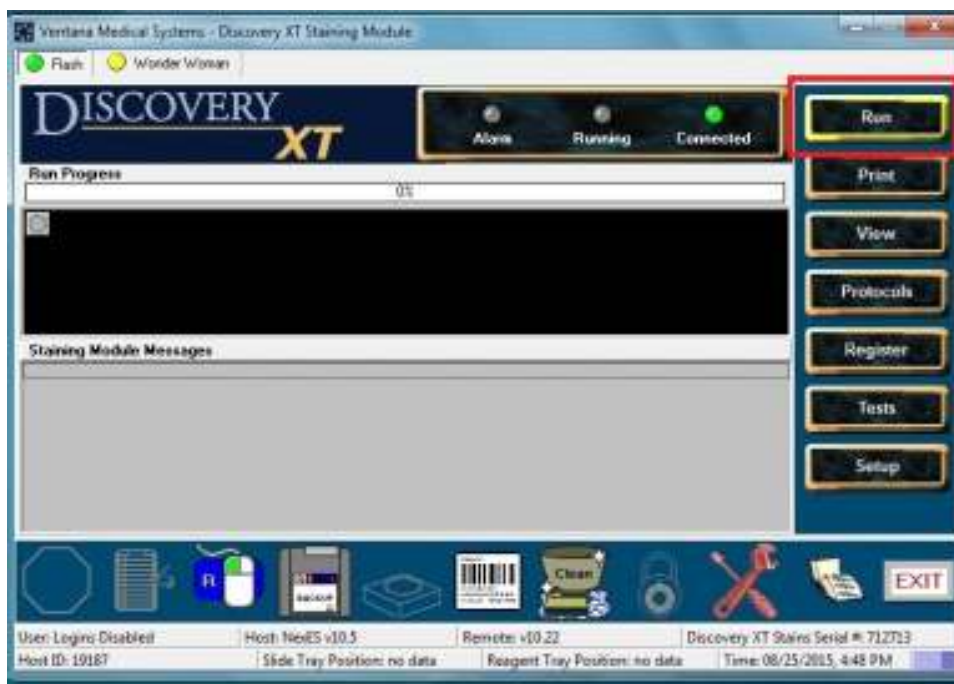 Ventana Medical Systems - Discovery XT Staining Module
Flash Wonder Woman
DISCOVERY
XT
Alarm Running Connected
Run
Run Progress
0%
Print
View
Protocols
Staining Module Messages
Register
Tests
Setup
R
BACKUP
Clean
EXIT
User: Logins Disabled Host: NexES v10.5 Remote: v10.22 Discovery XT Stains Serial #: 712713
Host ID: 19187 Slide Tray Position: no data Reagent Tray Position: no data Time: 08/25/2015, 4:48 PM